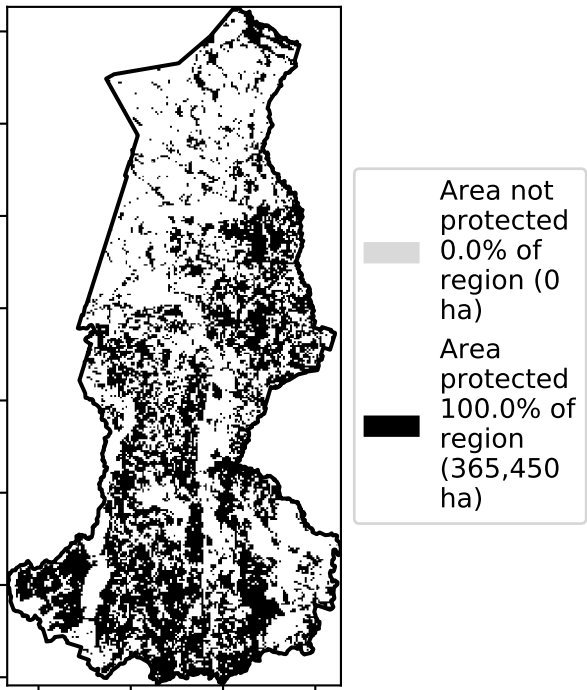 Area not
protected
0.0% of
region (0
ha)
Area
protected
100.0% of
region
(365,450
ha)